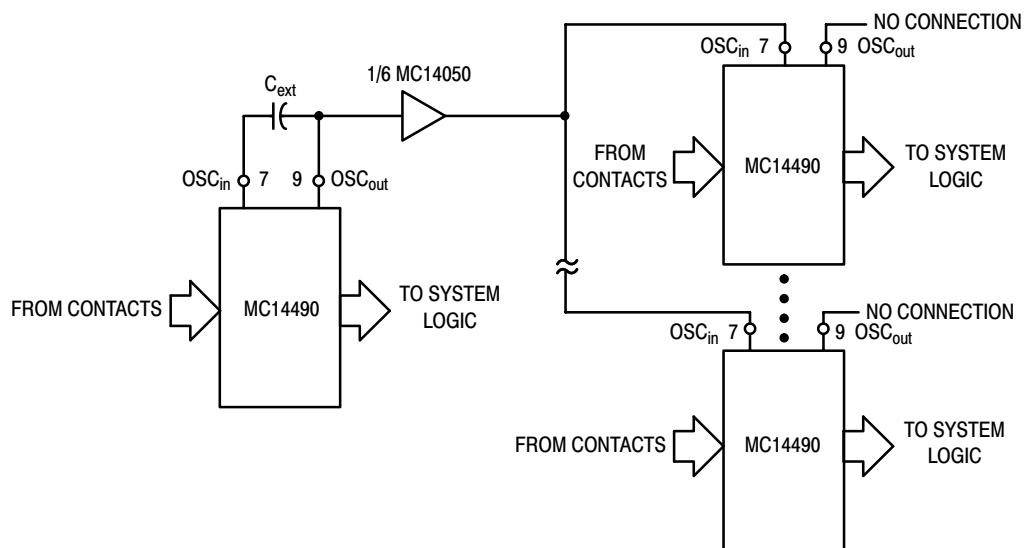 NO CONNECTION
OSCin 7
9 OSCout
1/6 MC14050
Cext
FROM
CONTACTS
MC14490
TO SYSTEM
LOGIC
OSCin 7
9 OSCout
FROM CONTACTS
MC14490
TO SYSTEM
LOGIC
NO CONNECTION
OSCin 7
9 OSCout
FROM CONTACTS
MC14490
TO SYSTEM
LOGIC